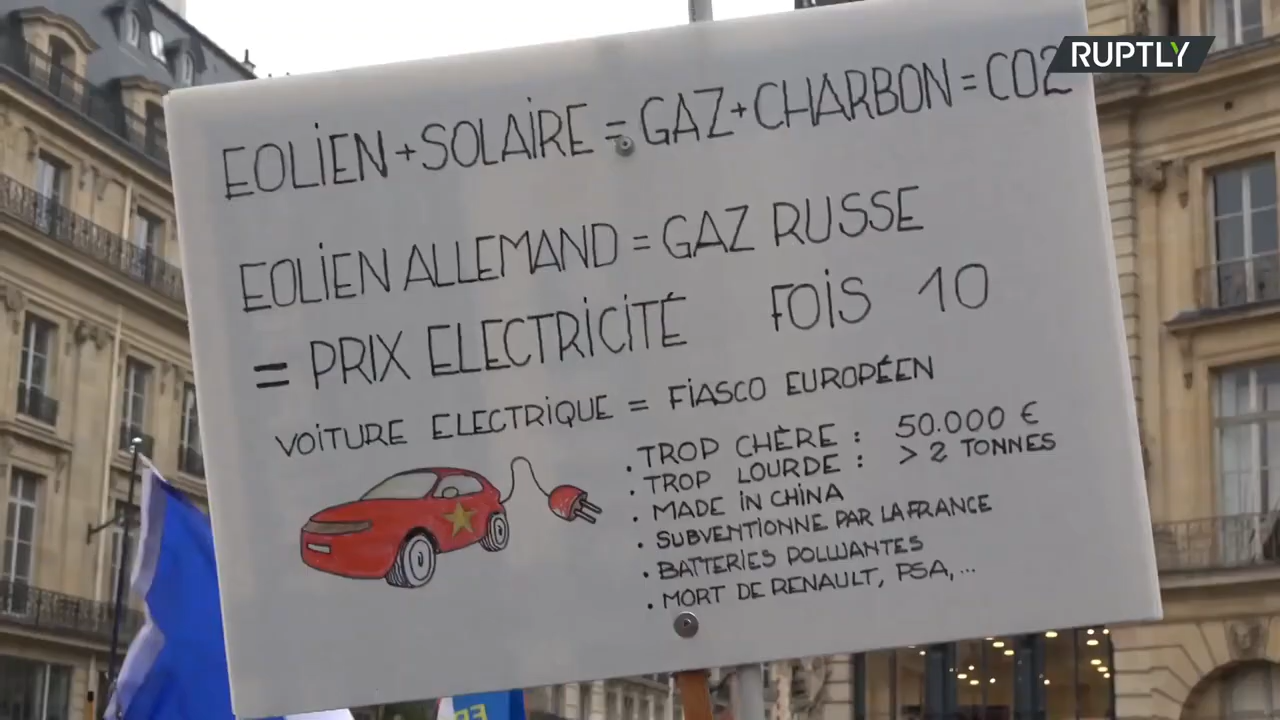 RUPTLY
EOLIEN+SOLAIRE = GAZ+CHARBON = CO2
EOLIEN ALLEMAND = GAZ RUSSE
= PRIX ELECTRICITÉ FOIS 10
VOITURE ELECTRIQUE = FIASCO EUROPÉEN
. TROP CHÈRE : 50.000 €
. TROP LOURDE : > 2 TONNES
. MADE IN CHINA
. SUBVENTIONNE PAR LA FRANCE
. BATTERIES POLLUANTES
. MORT DE RENAULT, PSA,...